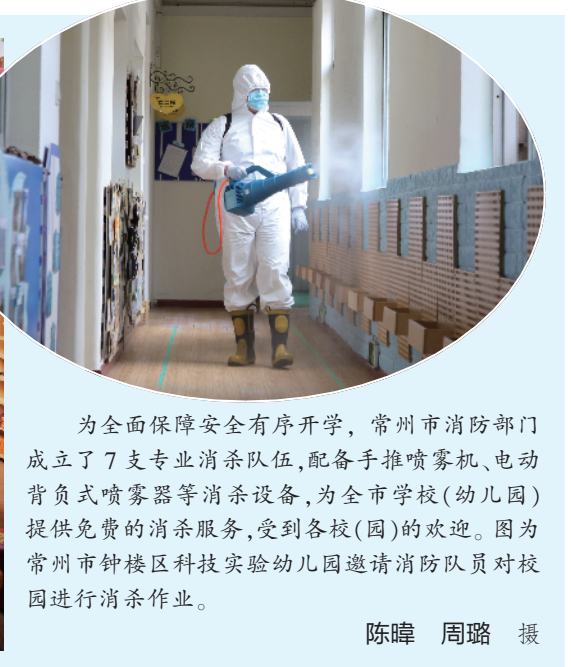 为全面保障安全有序开学，常州市消防部门
成立了7支专业消杀队伍，配备手推喷雾机、电动
背负式喷雾器等消杀设备，为全市学校（幼儿园）
提供免费的消杀服务，受到各校（园）的欢迎。图为
常州市钟楼区科技实验幼儿园邀请消防队员对校
园进行消杀作业。
陈暐 周璐 摄